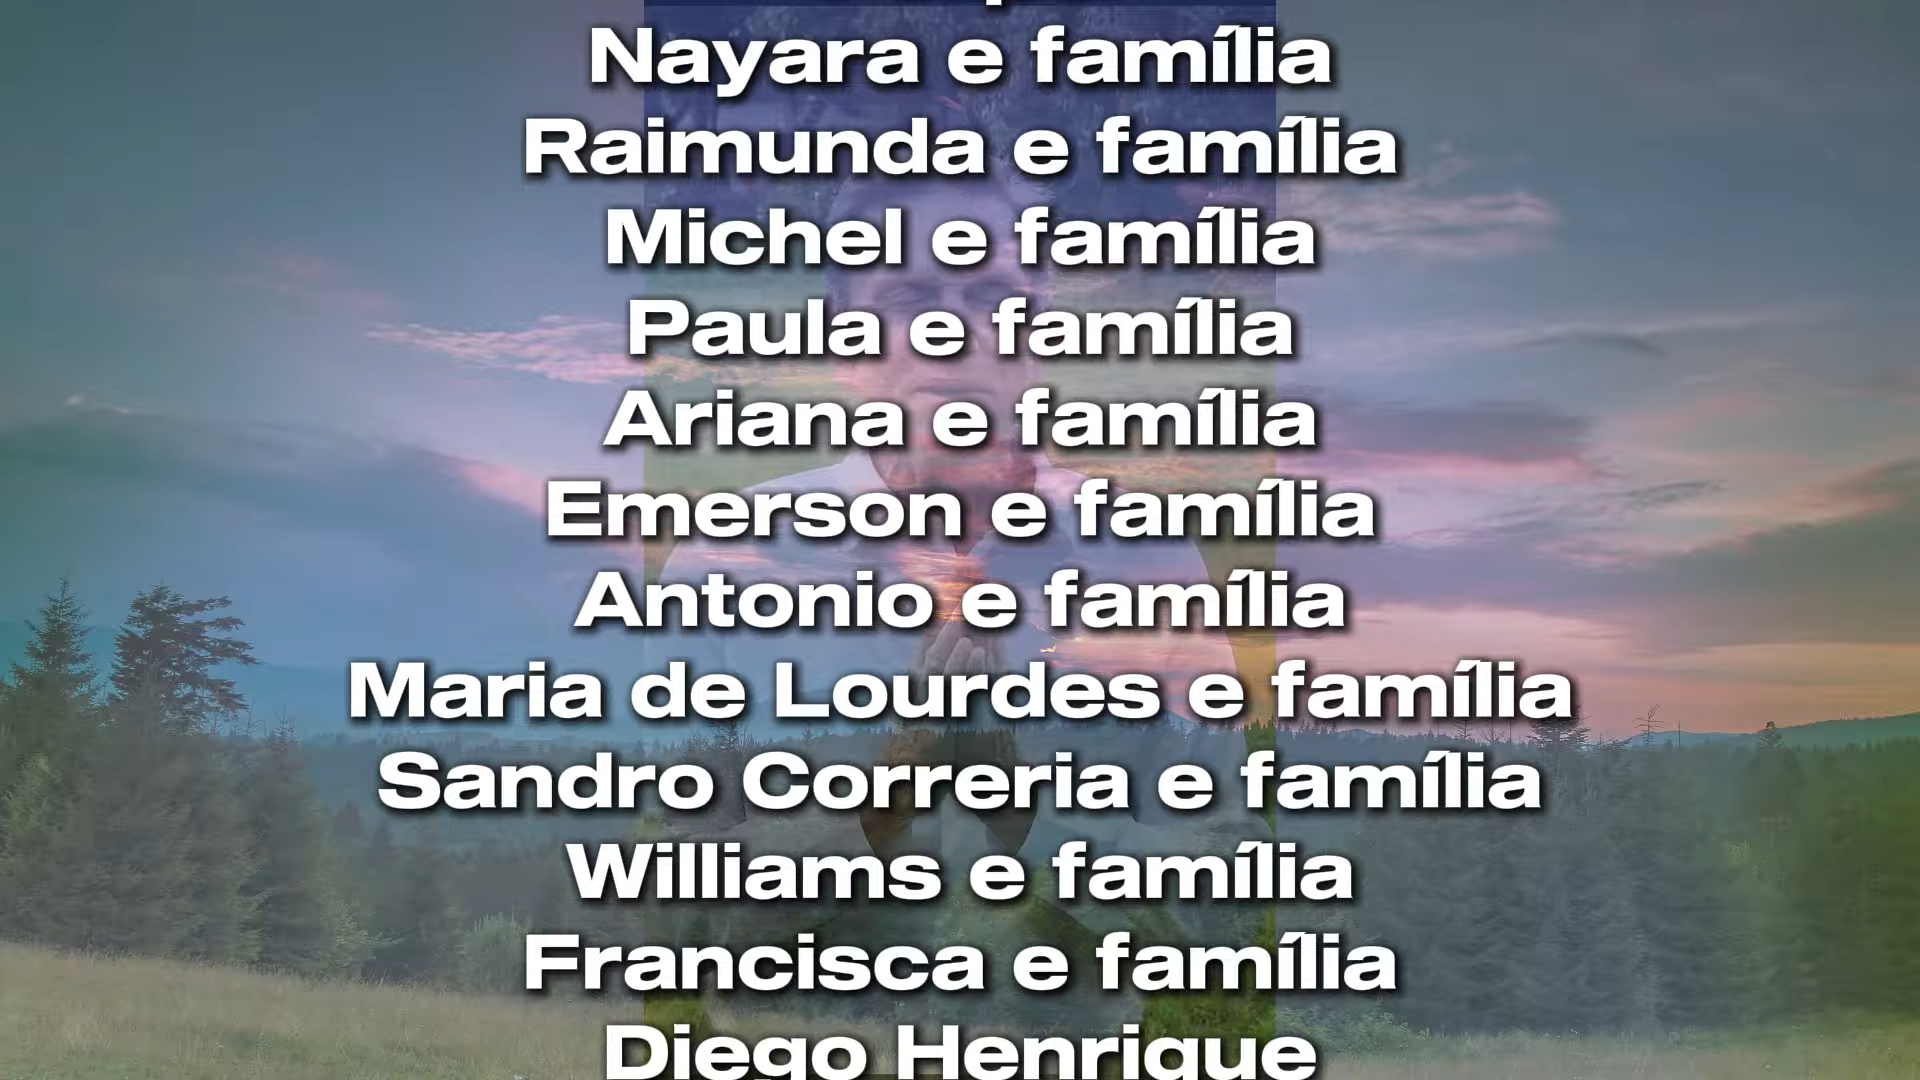 Nayara e família
Raimunda e família
Michel e família
Paula e família
Ariana e família
Emerson e família
Antonio e família
Maria de Lourdes e família
Sandro Correria e família
Williams e família
Francisca e família
Diego Henrique